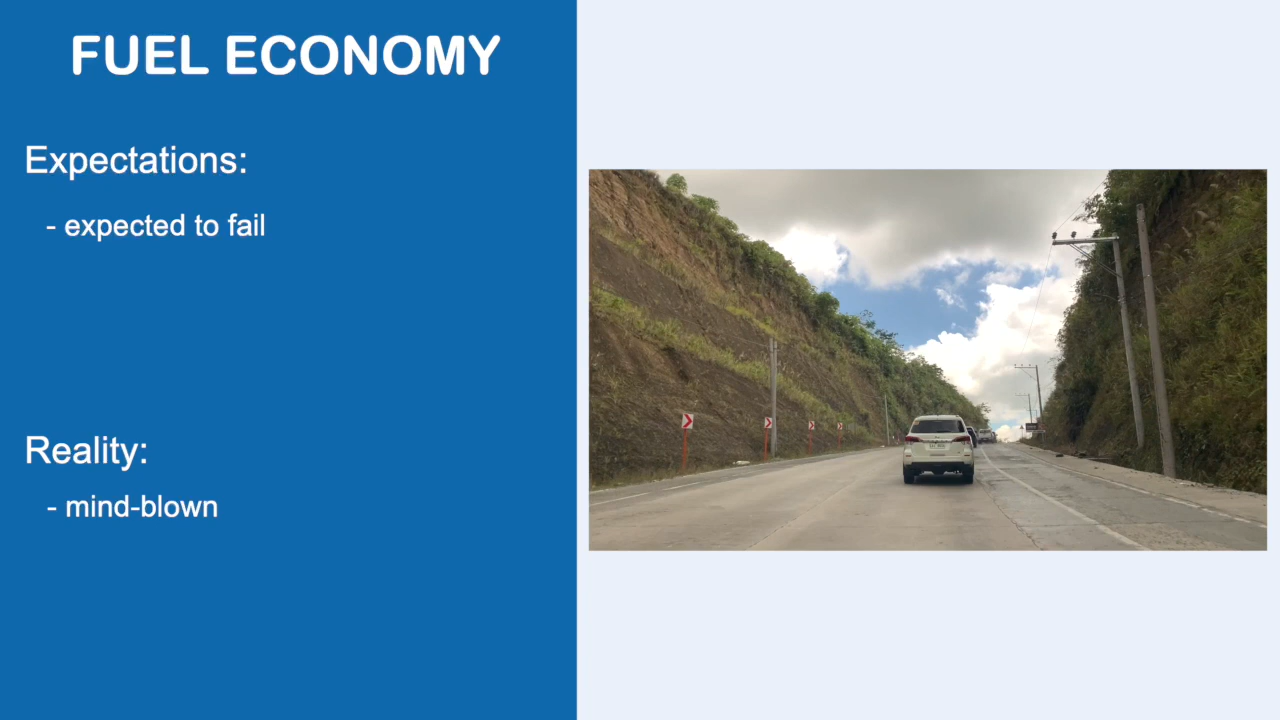 FUEL ECONOMY
Expectations:
- expected to fail
Reality:
- mind-blown